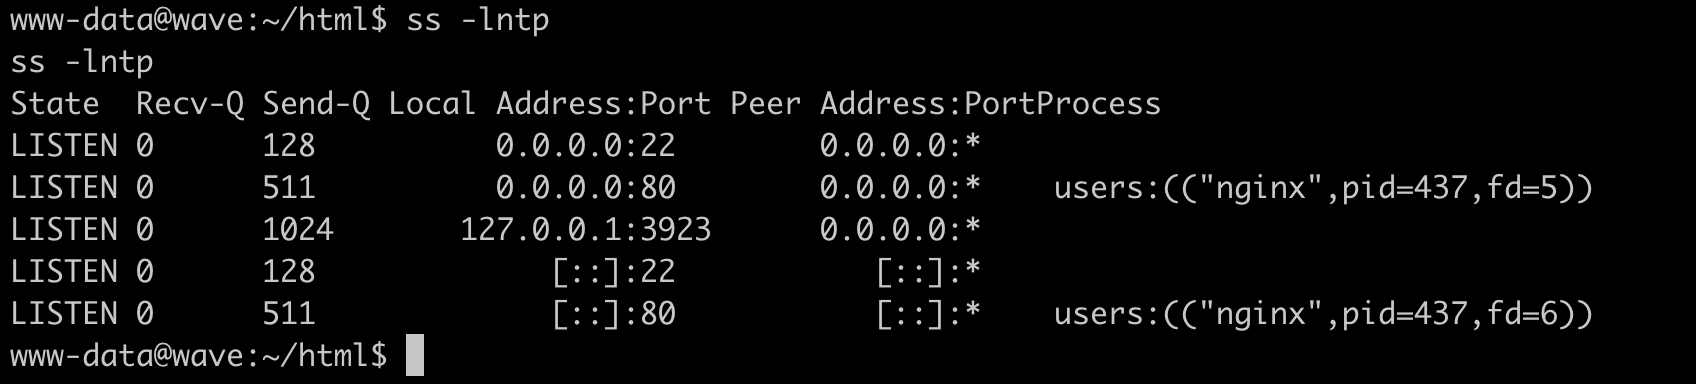 www-data@wave:~/html$ ss -lntp
ss -lntp
State  Recv-Q Send-Q Local Address:Port Peer Address:PortProcess
LISTEN 0      128          0.0.0.0:22        0.0.0.0:*
LISTEN 0      511          0.0.0.0:80        0.0.0.0:*    users:(("nginx",pid=437,fd=5))
LISTEN 0      1024       127.0.0.1:3923      0.0.0.0:*
LISTEN 0      128             [::]:22           [::]:*
LISTEN 0      511             [::]:80           [::]:*    users:(("nginx",pid=437,fd=6))
www-data@wave:~/html$